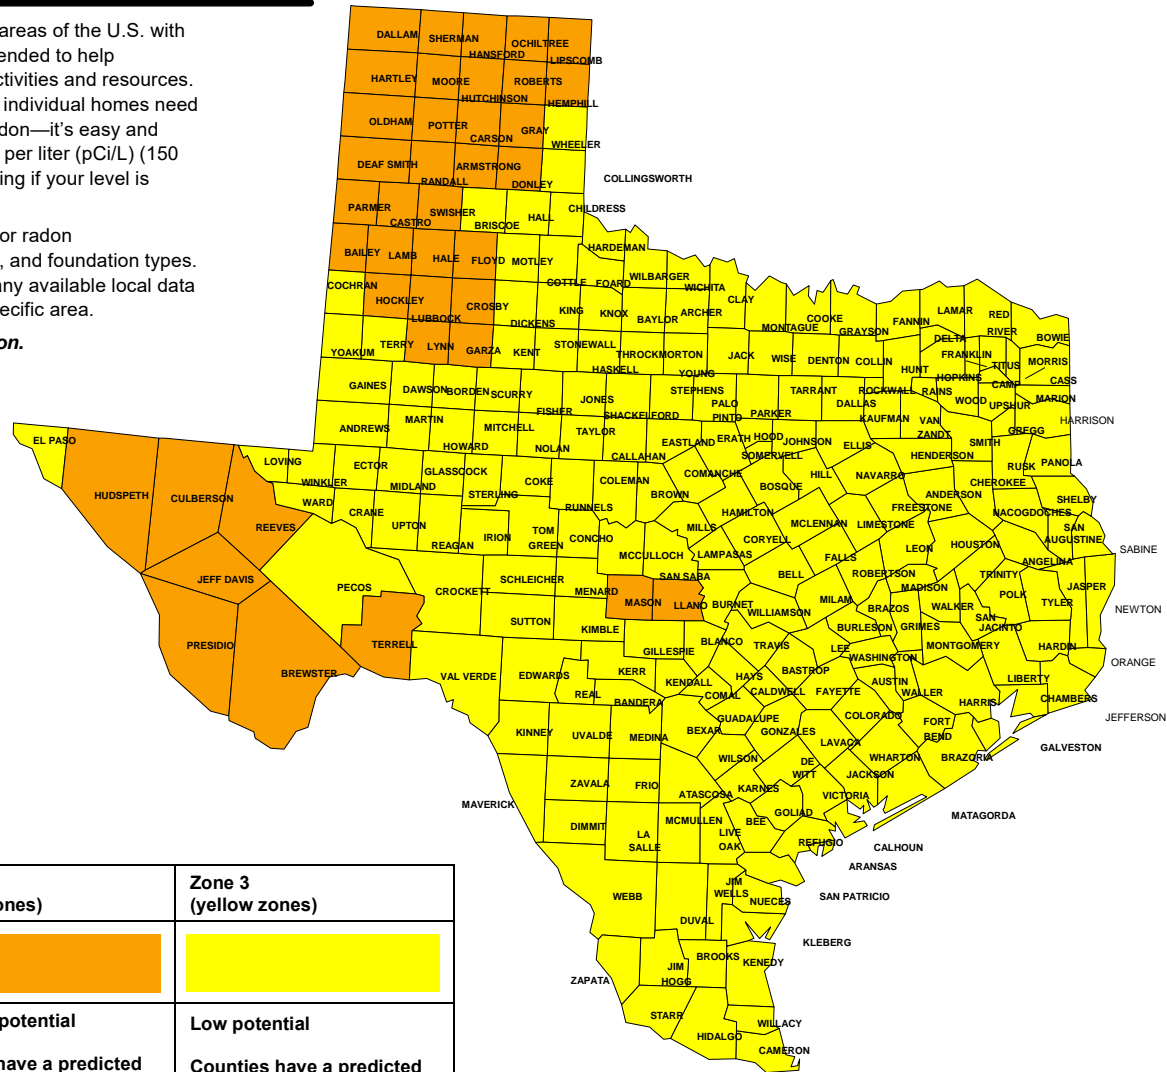 areas of the U.S. with
ended to help
ctivities and resources.
individual homes need
don—it's easy and
per liter (pCi/L) (150
ing if your level is
or radon
, and foundation types.
any available local data
ecific area.
on.
DALLAM SHERMAN HANSFORD OCHILTREE LIPSCOMB
HARTLEY MOORE HUTCHINSON ROBERTS HEMPHILL
OLDHAM POTTER CARSON GRAY WHEELER
DEAF SMITH RANDALL ARMSTRONG DONLEY COLLINGSWORTH
PARMER CASTRO SWISHER BRISCOE HALL CHILDRESS
BAILEY LAMB HALE FLOYD MOTLEY COTTLE FOARD HARDEMAN WILBARGER WICHITA
COCHRAN HOCKLEY LUBBOCK CROSBY DICKENS KING KNOX BAYLOR ARCHER CLAY
MONTAGUE COOKE GRAYSON FANNIN LAMAR RED
RIVER BOWIE
DELTA FRANKLIN TITUS MORRIS CASS
YOAKUM TERRY LYNN GARZA KENT STONEWALL HASKELL THROCKMORTON YOUNG JACK WISE DENTON COLLIN HUNT HOPKINS CAMP MARION
GAINES DAWSON BORDEN SCURRY FISHER JONES SHACKELFORD STEPHENS PALO
PINTO PARKER TARRANT DALLAS ROCKWALL RAINS WOOD UPSHUR
KAUFMAN VAN
ZANDT GREGG HARRISON
ANDREWS MARTIN HOWARD MITCHELL NOLAN TAYLOR CALLAHAN EASTLAND ERATH HOOD JOHNSON ELLIS SOMERVELL HENDERSON SMITH RUSK PANOLA
EL PASO HUDSPETH CULBERSON REEVES
LOVING WINKLER ECTOR MIDLAND GLASSCOCK STERLING COKE RUNNELS COLEMAN BROWN COMANCHE BOSQUE HILL NAVARRO ANDERSON CHEROKEE SHELBY
WARD CRANE UPTON REAGAN IRION TOM
GREEN CONCHO MCCULLOCH MILLS HAMILTON CORYELL MCLENNAN LIMESTONE FREESTONE NACOGDOCHES SAN
AUGUSTINE SABINE
JEFF DAVIS PECOS CROCKETT SCHLEICHER MENARD SAN SABA LAMPASAS BELL FALLS LEON HOUSTON ANGELINA TRINITY
PRESIDIO BREWSTER TERRELL
SUTTON KIMBLE MASON LLANO BURNET WILLIAMSON MILAM ROBERTSON MADISON BRAZOS WALKER POLK TYLER JASPER NEWTON
SAN
JACINTO
BURLESON GRIMES MONTGOMERY HARDIN ORANGE
VAL VERDE EDWARDS REAL KERR BANDERA GILLESPIE KENDALL BLANCO TRAVIS HAYS COMAL CALDWELL BASTROP LEE WASHINGTON FAYETTE AUSTIN WALLER HARRIS LIBERTY CHAMBERS JEFFERSON
KINNEY UVALDE MEDINA BEXAR GUADALUPE GONZALES COLORADO LAVACA FORT
BEND BRAZORIA GALVESTON
MAVERICK ZAVALA FRIO ATASCOSA WILSON KARNES DE
WITT JACKSON WHARTON VICTORIA MATAGORDA
DIMMIT LA
SALLE MCMULLEN LIVE
OAK BEE GOLIAD REFUGIO CALHOUN
ARANSAS
WEBB DUVAL JIM
WELLS NUECES SAN PATRICIO
KLEBERG
ZAPATA JIM
HOGG BROOKS KENEDY
STARR HIDALGO WILLACY
CAMERON
ones)
Zone 3
(yellow zones)
potential
have a predicted
Low potential
Counties have a predicted